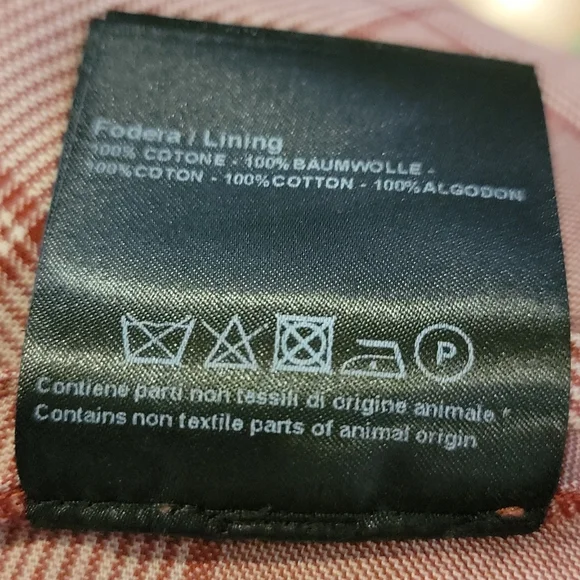 Fodera / Lining
100% COTONE - 100%BAUMWOLLE -
100%COTON - 100%COTTON - 100%ALGODON
P
Contiene parti non tessili di origine animale *
Contains non textile parts of animal origin